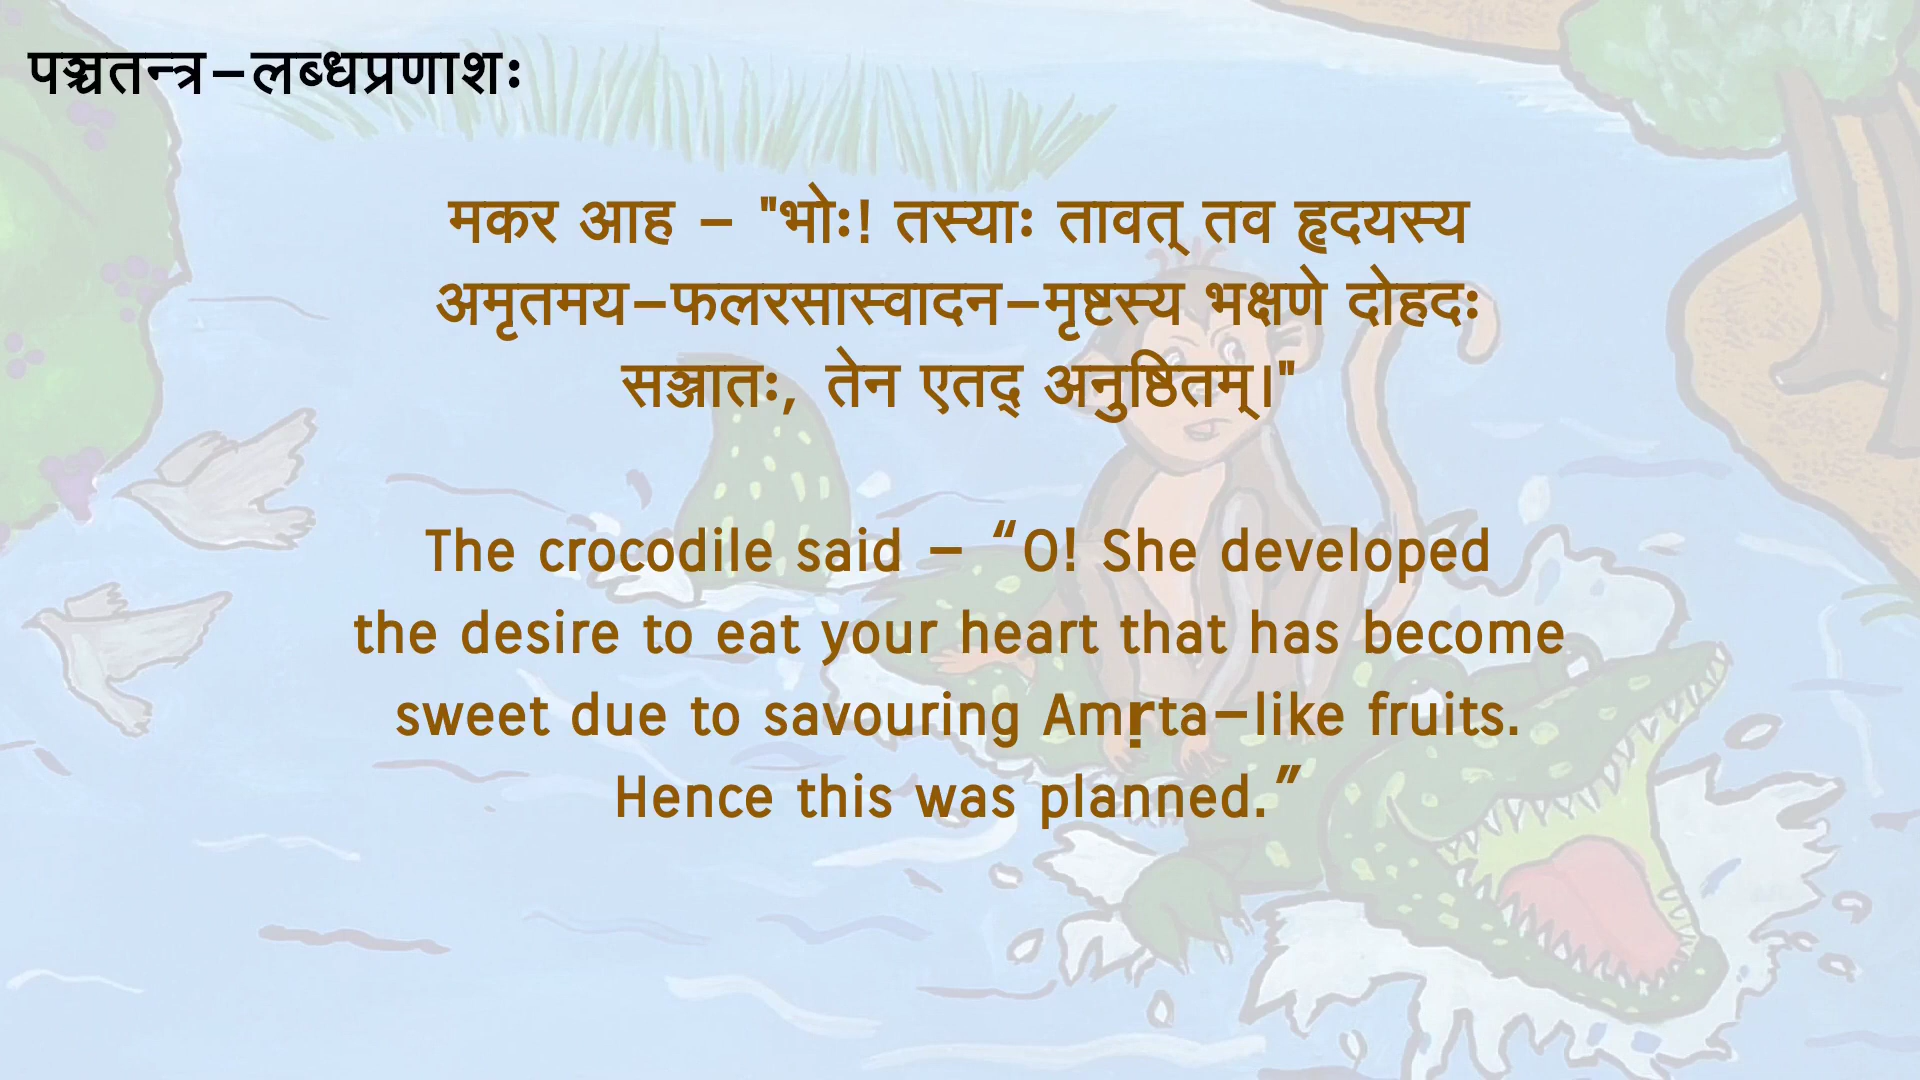 पञ्चतन्त्र-लब्धप्रणाशः
मकर आह - "भोः! तस्याः तावत् तव हृदयस्य
अमृतमय-फलरसास्वादन-मृष्टस्य भक्षणे दोहदः
सञ्जातः, तेन एतद् अनुष्ठितम्।"
The crocodile said - “O! She developed
the desire to eat your heart that has become
sweet due to savouring Amṛta-like fruits.
Hence this was planned.”